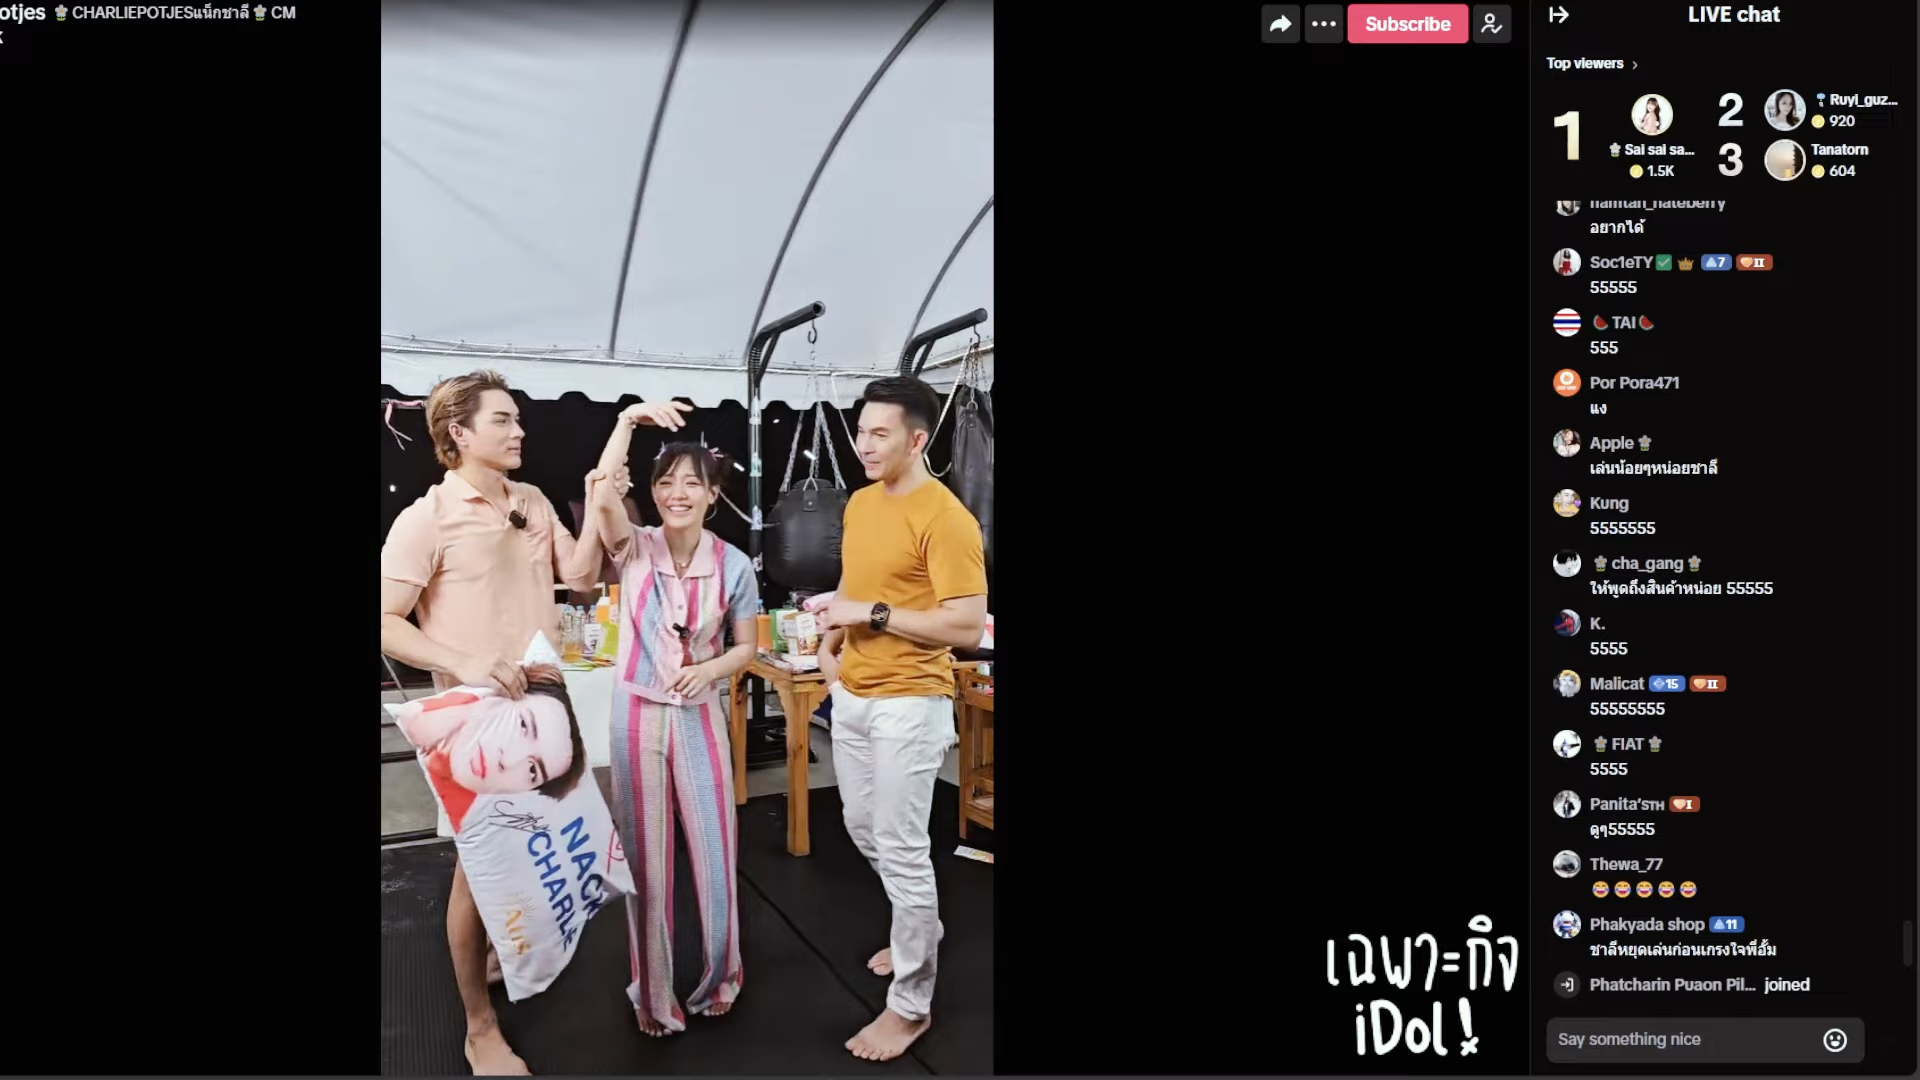 otjes CHARLIEPOTJESแน็กชาลี CM
Subscribe
LIVE chat
Top viewers
1
Sai sai sa...
1.5K
2
Ruyi_guz...
920
3
Tanatorn
604
namtan_hateberry
อยากได้
Soc1eTY 7 II
55555
TAI
555
Por Pora471
แง
Apple
เล่นน้อยๆหน่อยชาลี
Kung
5555555
cha_gang
ให้พูดถึงสินค้าหน่อย 55555
K.
5555
Malicat 15 II
55555555
FIAT
5555
Panita'sTH I
ดูๆ55555
Thewa_77
Phakyada shop 11
ชาลีหยุดเล่นก่อนเกรงใจพี่อั้ม
Phatcharin Puaon Pil... joined
Say something nice
NACK
CHARLIE
เฉพาะกิจ
iDol!